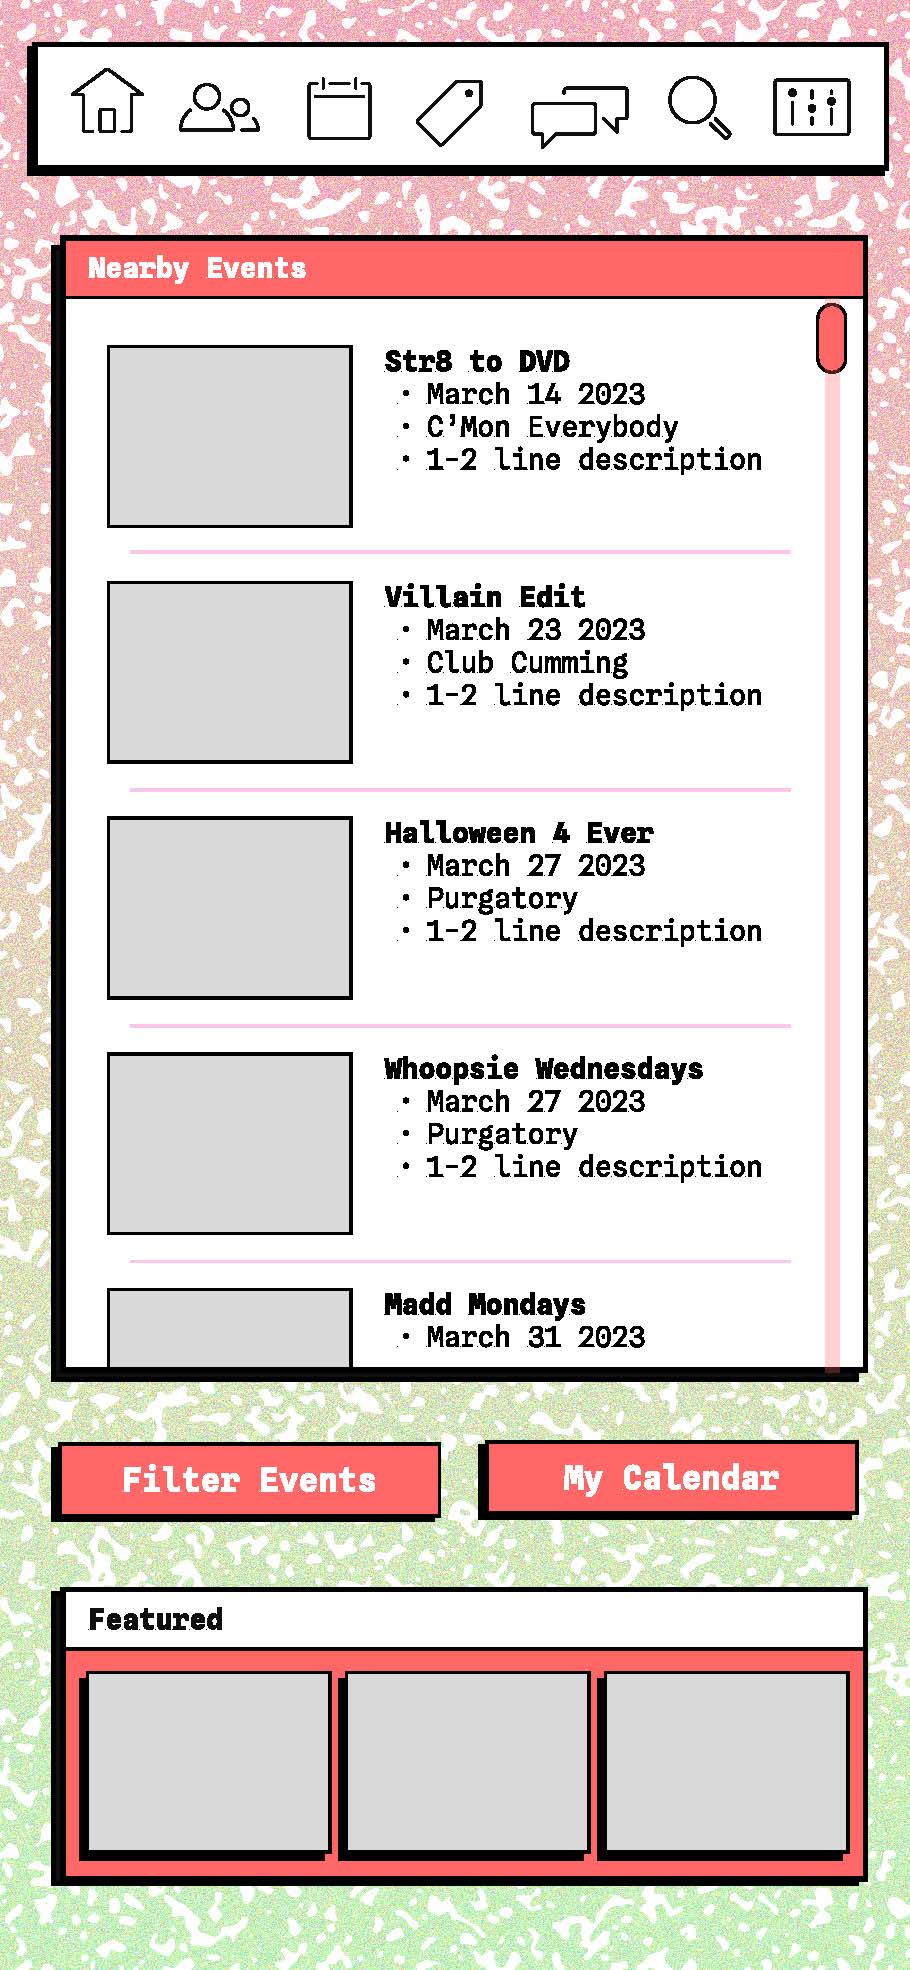 Nearby Events
Str8 to DVD
• March 14 2023
• C’Mon Everybody
• 1-2 line description
Villain Edit
• March 23 2023
• Club Cumming
• 1-2 line description
Halloween 4 Ever
• March 27 2023
• Purgatory
• 1-2 line description
Whoopsie Wednesdays
• March 27 2023
• Purgatory
• 1-2 line description
Madd Mondays
• March 31 2023
Filter Events
My Calendar
Featured